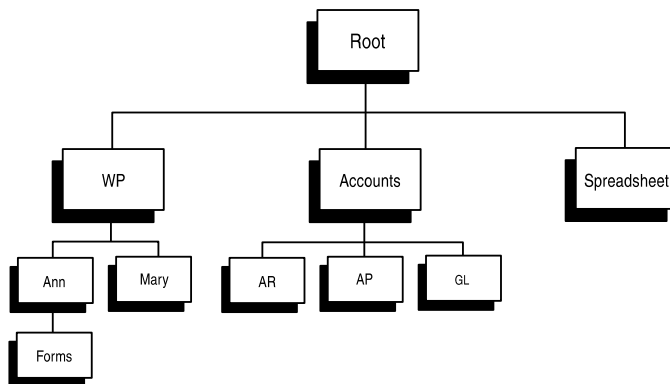 Root
WP
Accounts
Spreadsheet
Ann
Mary
AR
AP
GL
Forms